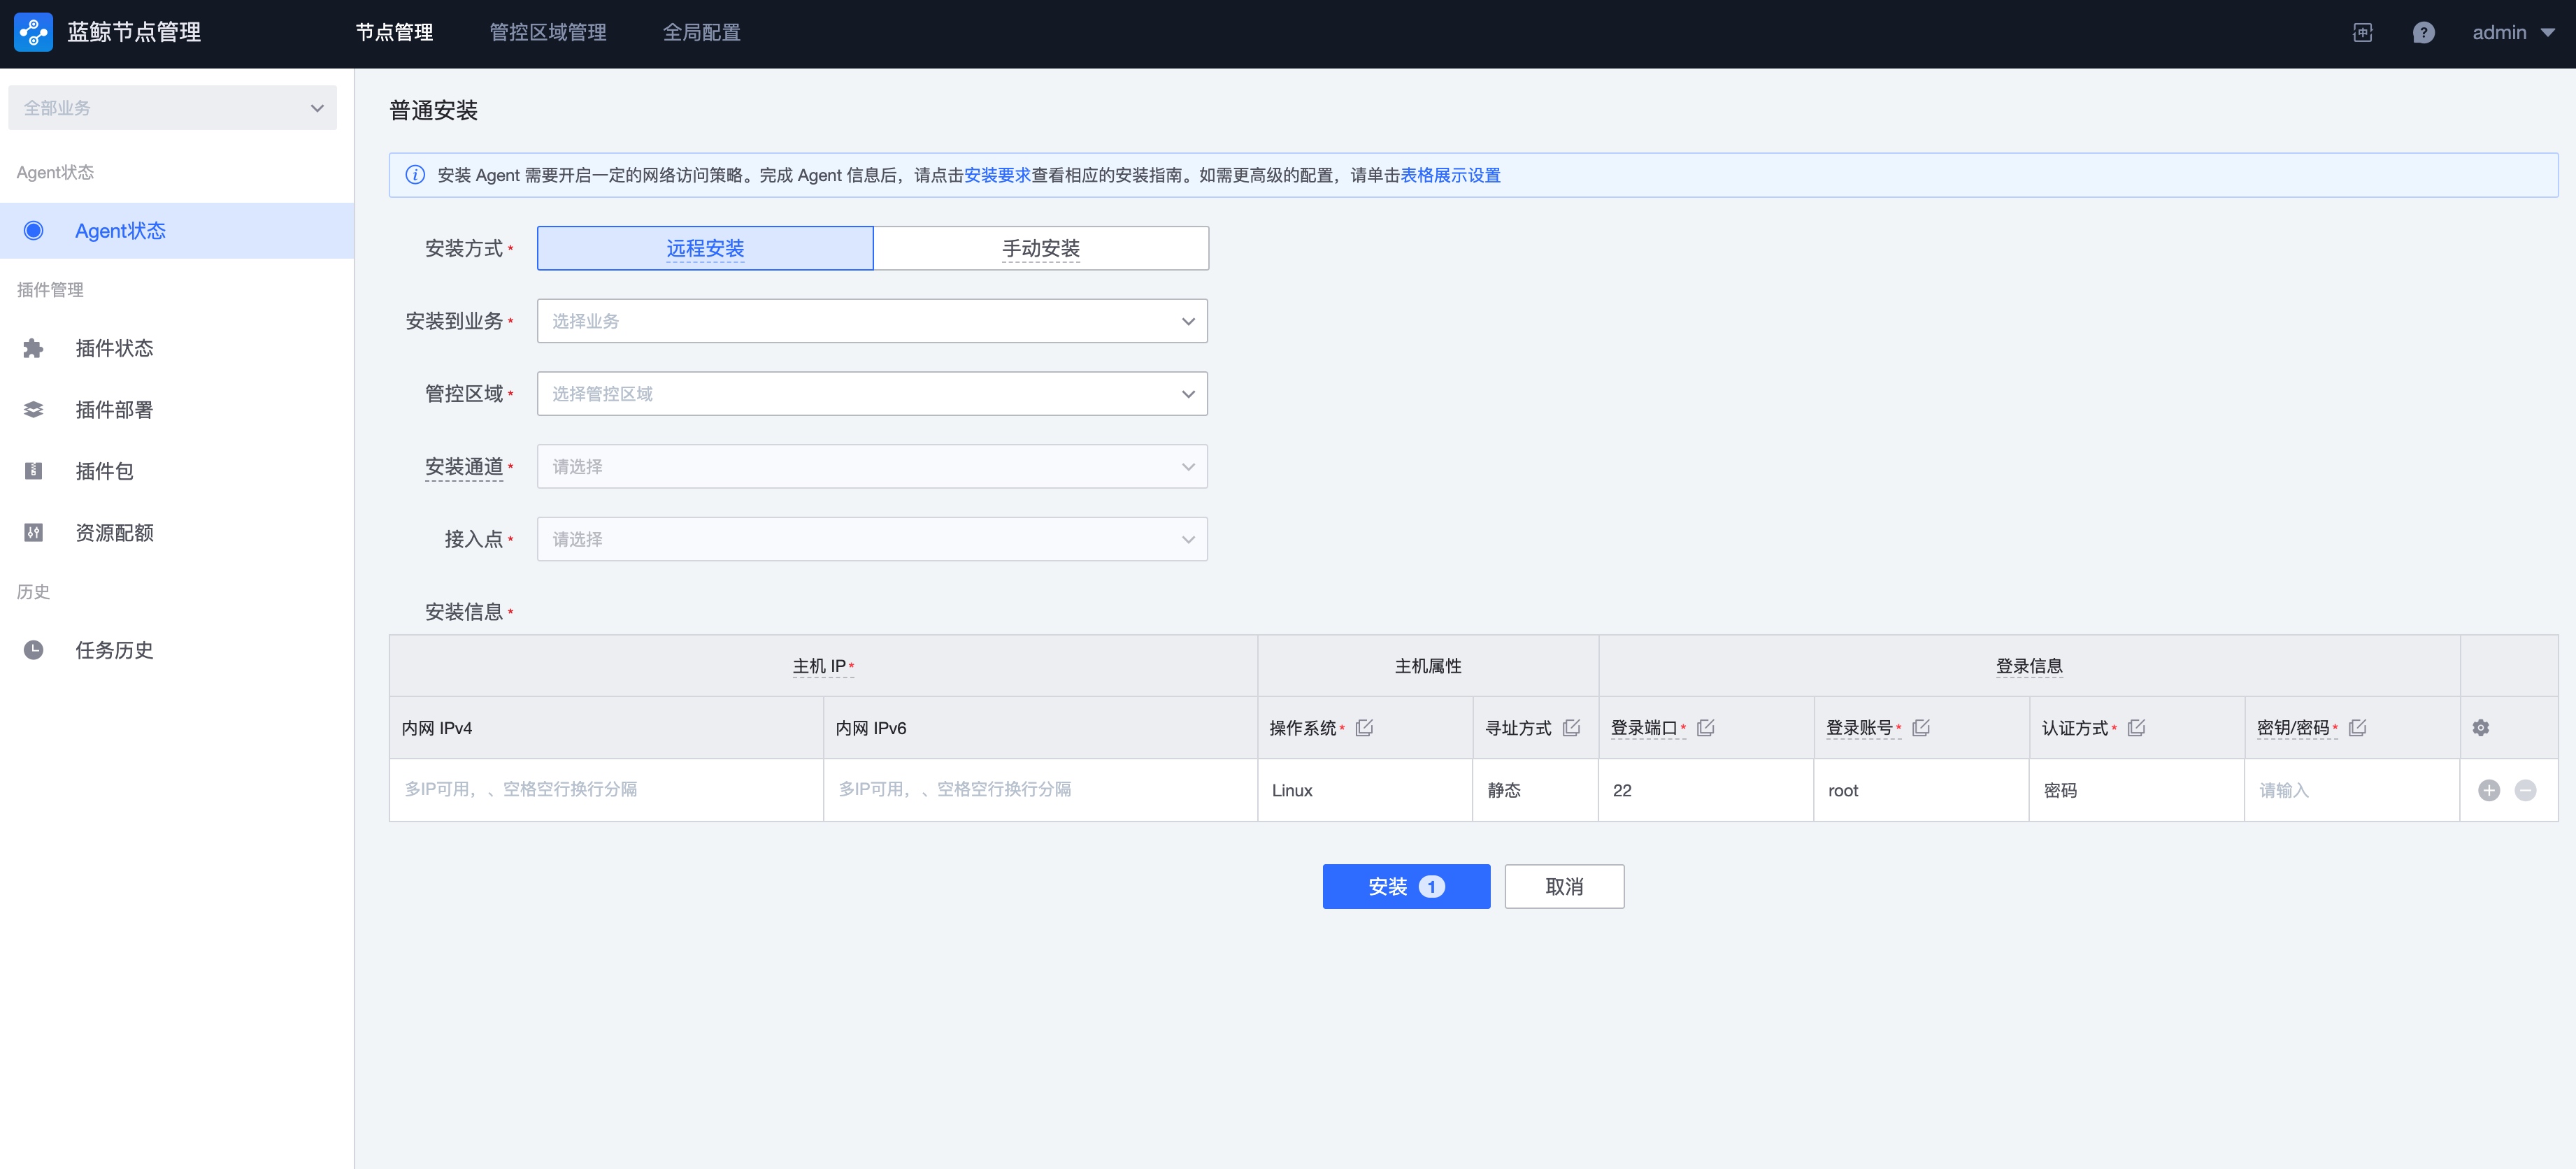 蓝鲸节点管理 节点管理 管控区域管理 全局配置 中 ? admin
全部业务
Agent状态
Agent状态
插件管理
插件状态
插件部署
插件包
资源配额
历史
任务历史
普通安装
安装 Agent 需要开启一定的网络访问策略。完成 Agent 信息后，请点击安装要求查看相应的安装指南。如需更高级的配置，请单击表格展示设置
安装方式* 远程安装 手动安装
安装到业务* 选择业务
管控区域* 选择管控区域
安装通道* 请选择
接入点* 请选择
安装信息*
主机 IP* 主机属性 登录信息
内网 IPv4 内网 IPv6 操作系统* 寻址方式 登录端口* 登录账号* 认证方式* 密钥/密码*
多IP可用，、空格空行换行分隔 多IP可用，、空格空行换行分隔 Linux 静态 22 root 密码 请输入
安装 1 取消